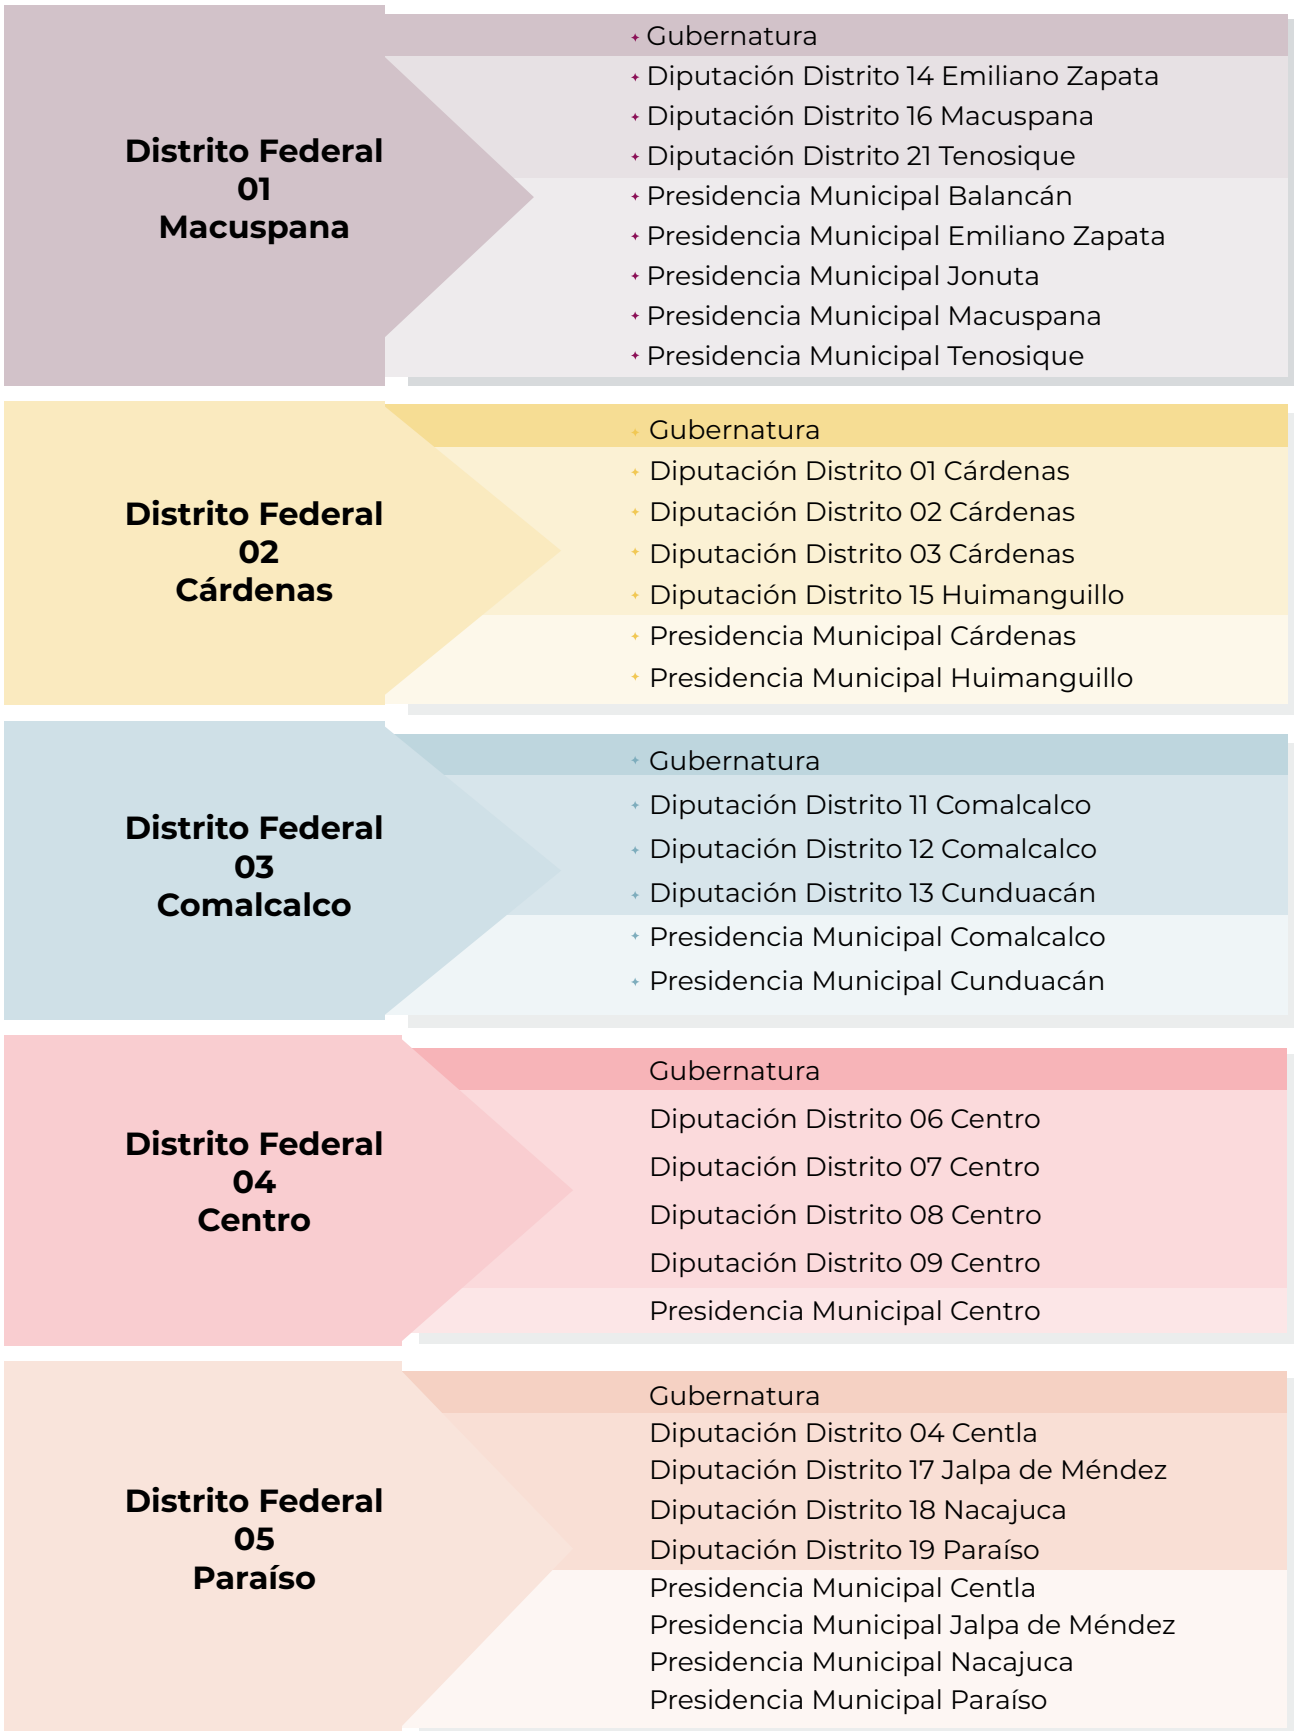 Distrito Federal
01
Macuspana
Gubernatura
Diputación Distrito 14 Emiliano Zapata
Diputación Distrito 16 Macuspana
Diputación Distrito 21 Tenosique
Presidencia Municipal Balancán
Presidencia Municipal Emiliano Zapata
Presidencia Municipal Jonuta
Presidencia Municipal Macuspana
Presidencia Municipal Tenosique
Distrito Federal
02
Cárdenas
Gubernatura
Diputación Distrito 01 Cárdenas
Diputación Distrito 02 Cárdenas
Diputación Distrito 03 Cárdenas
Diputación Distrito 15 Huimanguillo
Presidencia Municipal Cárdenas
Presidencia Municipal Huimanguillo
Distrito Federal
03
Comalcalco
Gubernatura
Diputación Distrito 11 Comalcalco
Diputación Distrito 12 Comalcalco
Diputación Distrito 13 Cunduacán
Presidencia Municipal Comalcalco
Presidencia Municipal Cunduacán
Distrito Federal
04
Centro
Gubernatura
Diputación Distrito 06 Centro
Diputación Distrito 07 Centro
Diputación Distrito 08 Centro
Diputación Distrito 09 Centro
Presidencia Municipal Centro
Distrito Federal
05
Paraíso
Gubernatura
Diputación Distrito 04 Centla
Diputación Distrito 17 Jalpa de Méndez
Diputación Distrito 18 Nacajuca
Diputación Distrito 19 Paraíso
Presidencia Municipal Centla
Presidencia Municipal Jalpa de Méndez
Presidencia Municipal Nacajuca
Presidencia Municipal Paraíso